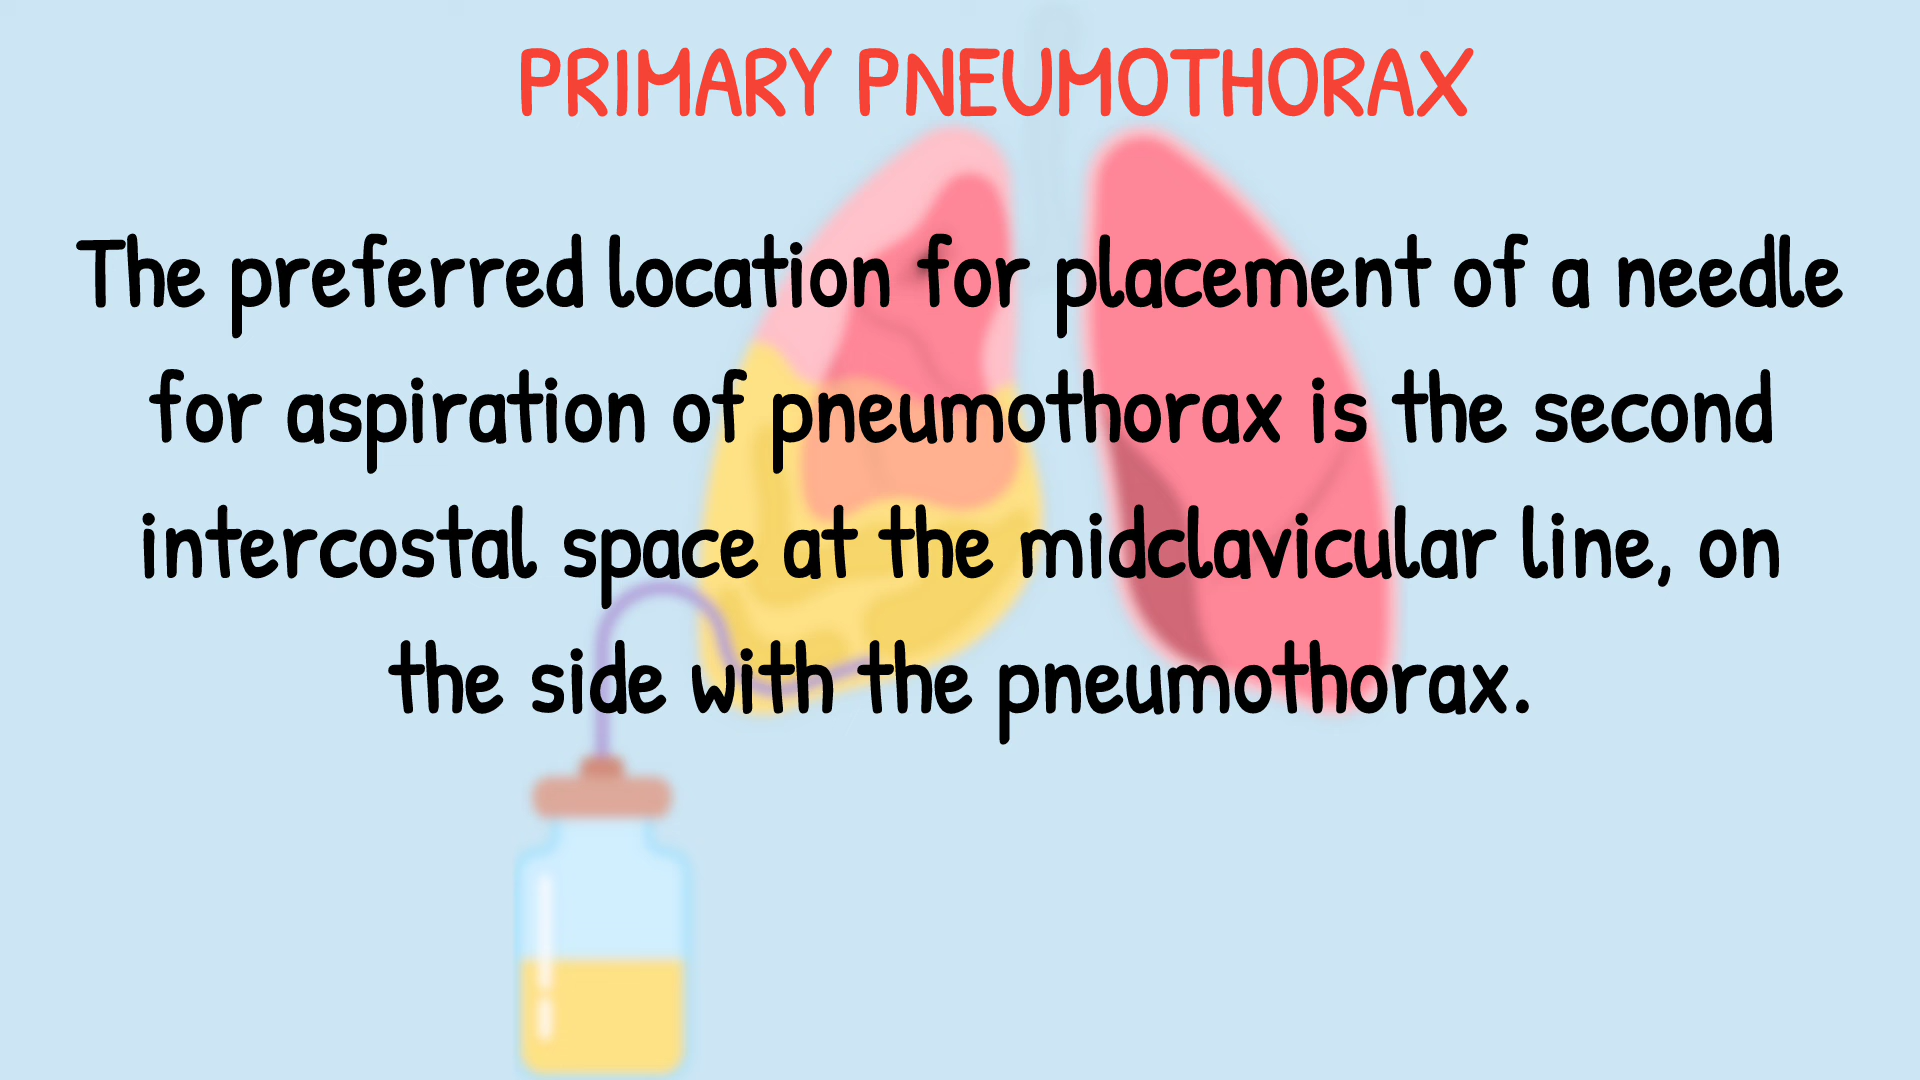 PRIMARY PNEUMOTHORAX
The preferred location for placement of a needle
for aspiration of pneumothorax is the second
intercostal space at the midclavicular line, on
the side with the pneumothorax.